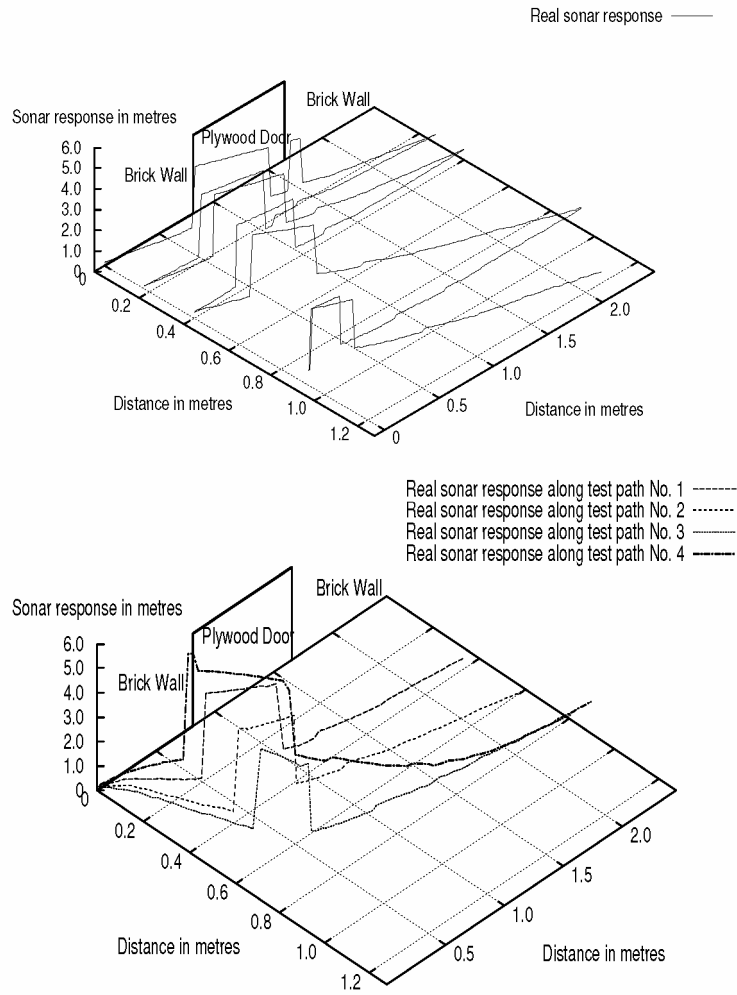 Real sonar response
Brick Wall
Sonar response in metres
Plywood Door
Brick Wall
6.0
5.0
4.0
3.0
2.0
1.0
0
0
0.2
0.4
0.6
0.8
1.0
1.2
0
0.5
1.0
1.5
2.0
Distance in metres
Distance in metres
Real sonar response along test path No. 1
Real sonar response along test path No. 2
Real sonar response along test path No. 3
Real sonar response along test path No. 4
Brick Wall
Sonar response in metres
Plywood Door
Brick Wall
6.0
5.0
4.0
3.0
2.0
1.0
0
0
0.2
0.4
0.6
0.8
1.0
1.2
0.5
1.0
1.5
2.0
Distance in metres
Distance in metres